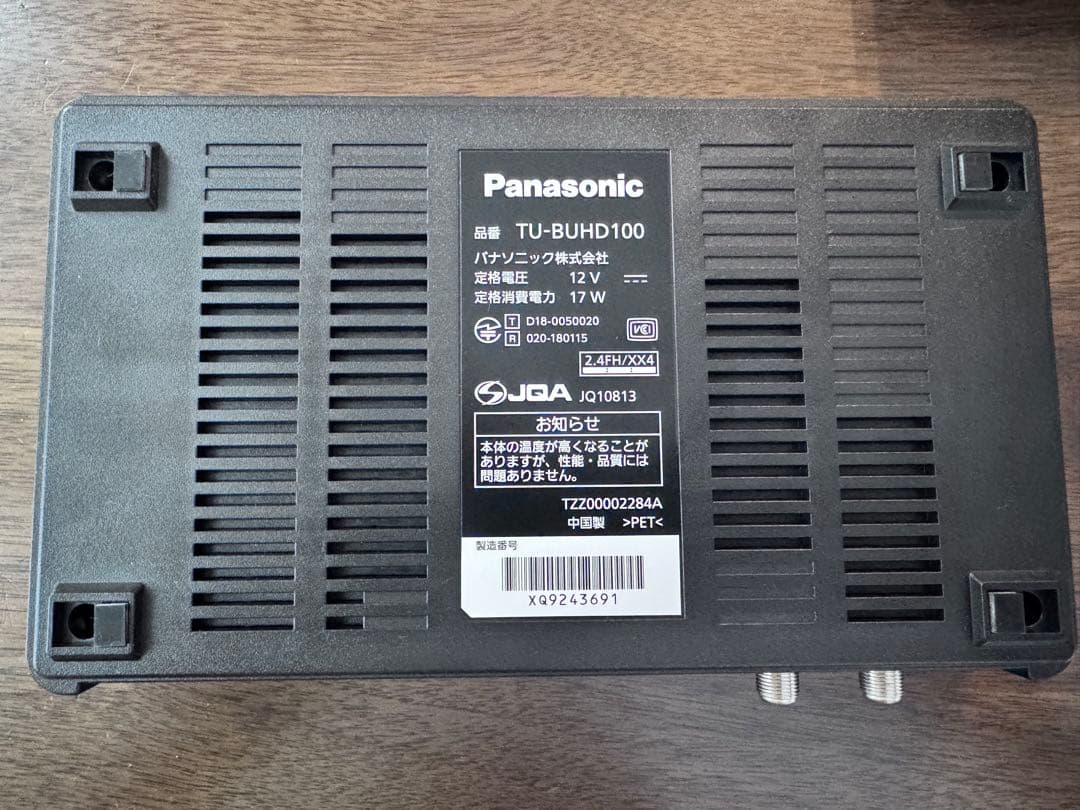 Panasonic
品番 TU-BUHD100
パナソニック株式会社
定格電圧 12 V
定格消費電力 17 W
T D18-0050020
R 020-180115
VCI
2.4FH/XX4
JQA JQ10813
お知らせ
本体の温度が高くなることが
ありますが、性能・品質には
問題ありません。
TZZ00002284A
中国製 >PET<
製造番号
XQ9243691